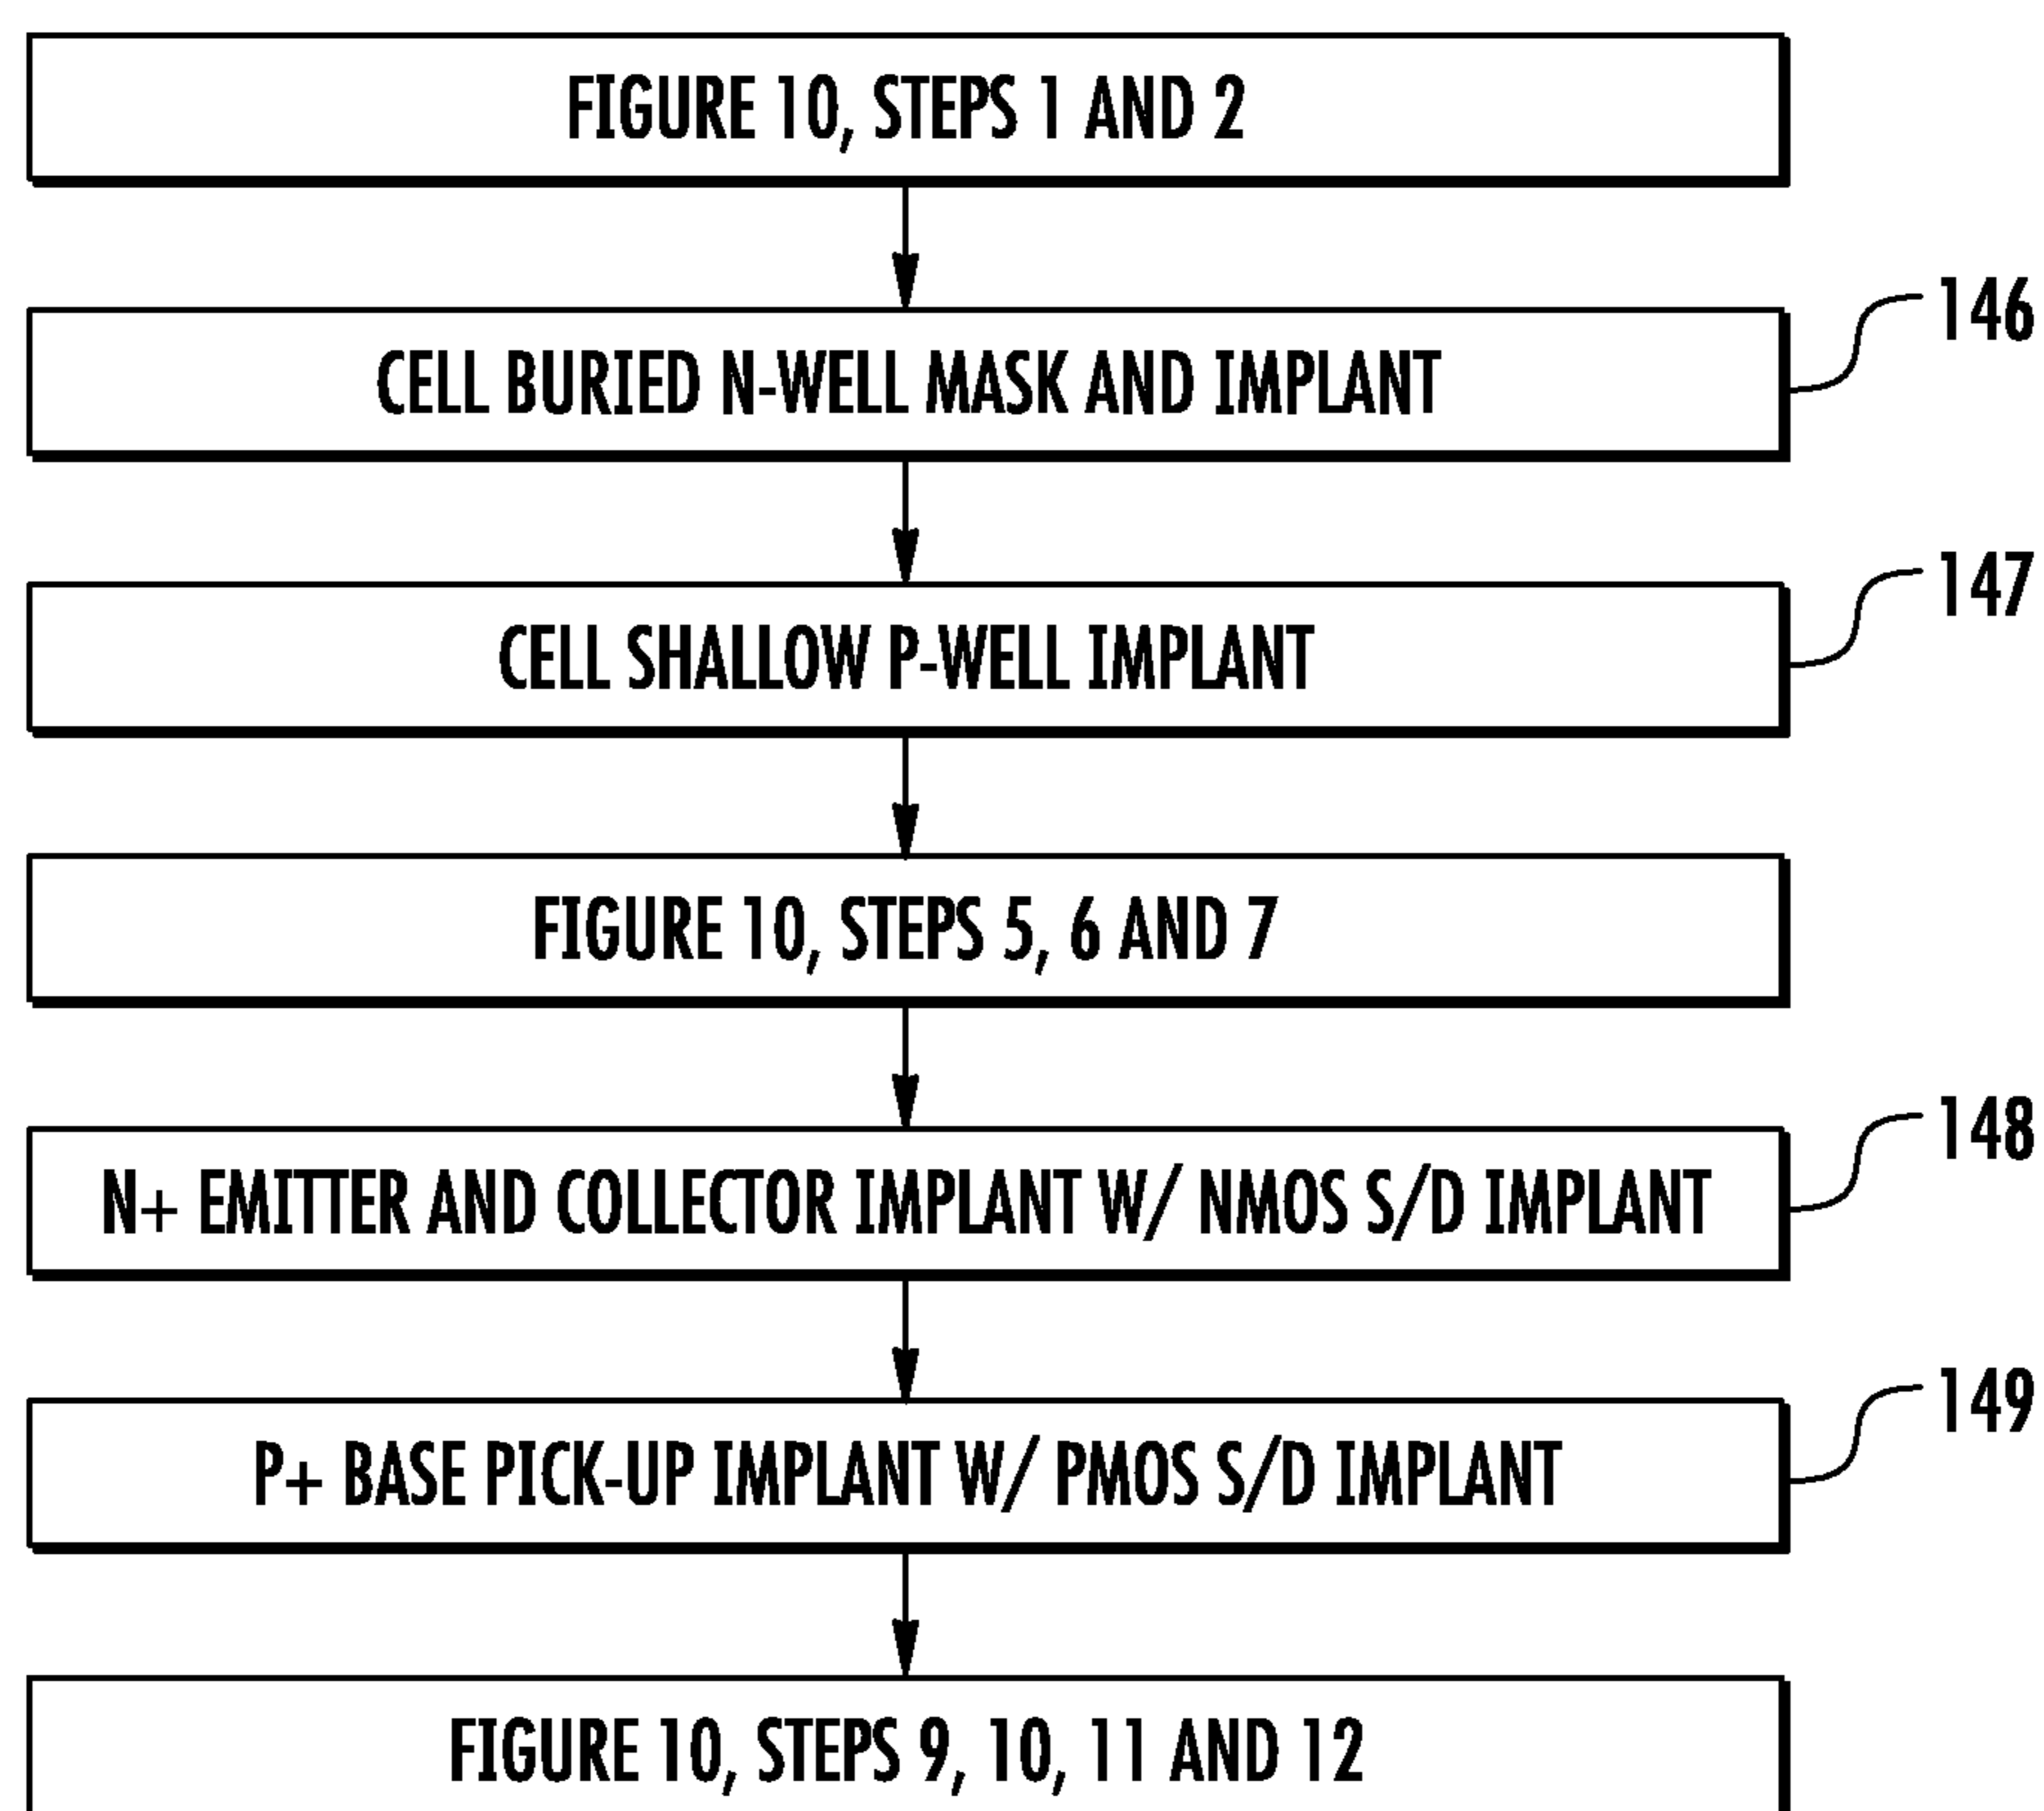 FIGURE 10, STEPS 1 AND 2
CELL BURIED N-WELL MASK AND IMPLANT
146
CELL SHALLOW P-WELL IMPLANT
147
FIGURE 10, STEPS 5, 6 AND 7
N+ EMITTER AND COLLECTOR IMPLANT W/ NMOS S/D IMPLANT
148
P+ BASE PICK-UP IMPLANT W/ PMOS S/D IMPLANT
149
FIGURE 10, STEPS 9, 10, 11 AND 12